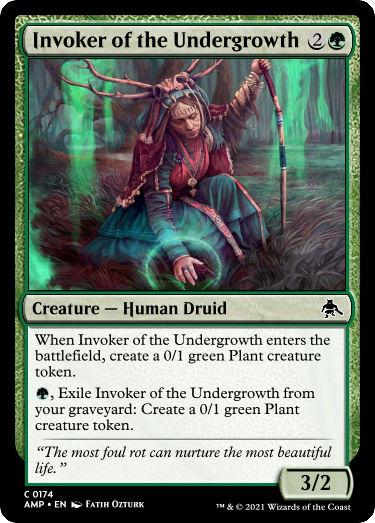 Invoker of the Undergrowth 2
Creature — Human Druid
When Invoker of the Undergrowth enters the
battlefield, create a 0/1 green Plant creature
token.
, Exile Invoker of the Undergrowth from
your graveyard: Create a 0/1 green Plant
creature token.
“The most foul rot can nurture the most beautiful
life.”
3/2
C 0174
AMP • EN Fatih Ozturk
™ & © 2021 Wizards of the Coast